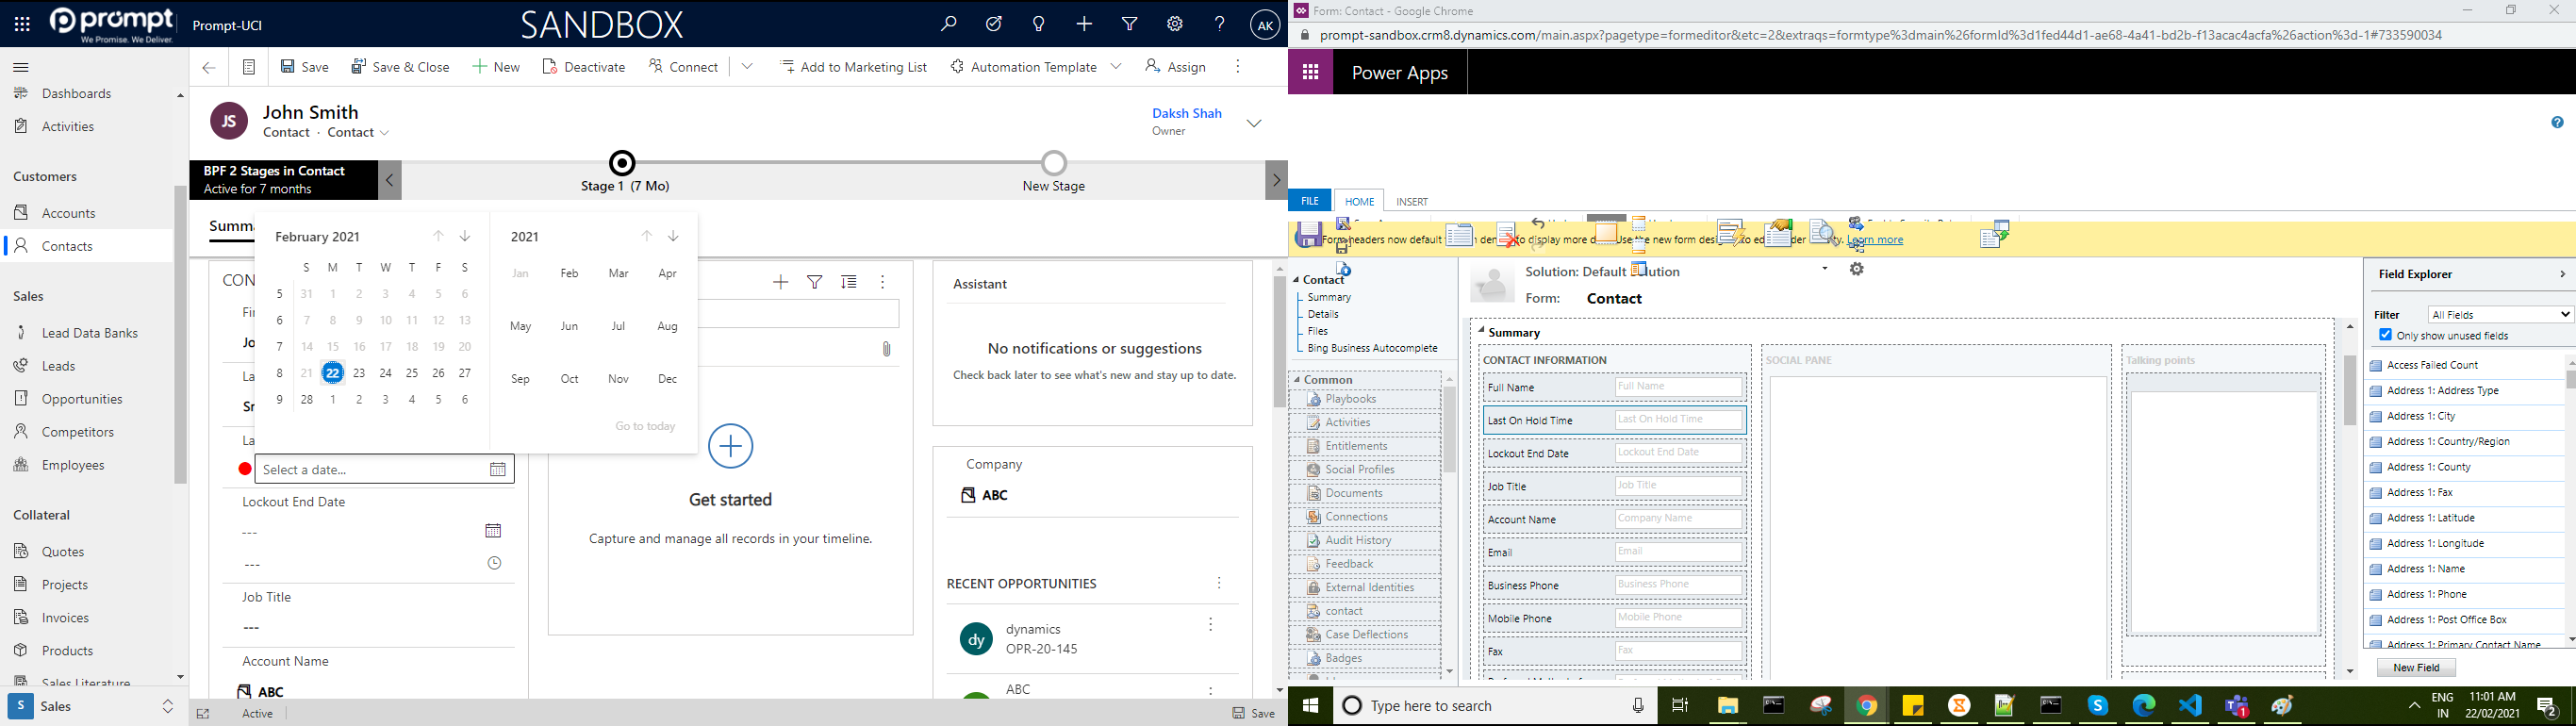 prompt
We Promise. We Deliver.
Prompt-UCI
SANDBOX
AK
Save
Save & Close
New
Deactivate
Connect
Add to Marketing List
Automation Template
Assign
Dashboards
Activities
Customers
Accounts
Contacts
Sales
Lead Data Banks
Leads
Opportunities
Competitors
Employees
Collateral
Quotes
Projects
Invoices
Products
Sales Literature
S
Sales
JS
John Smith
Contact · Contact
Daksh Shah
Owner
BPF 2 Stages in Contact
Active for 7 months
Stage 1 (7 Mo)
New Stage
Summa
February 2021
S M T W T F S
5 31 1 2 3 4 5 6
6 7 8 9 10 11 12 13
7 14 15 16 17 18 19 20
8 21 22 23 24 25 26 27
9 28 1 2 3 4 5 6
2021
Jan Feb Mar Apr
May Jun Jul Aug
Sep Oct Nov Dec
Go to today
CON
Fir
Jo
La
Sr
La
Select a date...
Lockout End Date
---
---
Job Title
---
Account Name
ABC
Get started
Capture and manage all records in your timeline.
Assistant
No notifications or suggestions
Check back later to see what's new and stay up to date.
Company
ABC
RECENT OPPORTUNITIES
dy
dynamics
OPR-20-145
ABC
Active
Save
Form: Contact - Google Chrome
prompt-sandbox.crm8.dynamics.com/main.aspx?pagetype=formeditor&etc=2&extraqs=formtype%3dmain%26formId%3d1fed44d1-ae68-4a41-bd2b-f13acac4acfa%26action%3d-1#733590034
Power Apps
FILE
HOME
INSERT
Form headers now default
to display more d
Use the new form des
Learn more
Contact
Summary
Details
Files
Bing Business Autocomplete
Common
Playbooks
Activities
Entitlements
Social Profiles
Documents
Connections
Audit History
Feedback
External Identities
contact
Case Deflections
Badges
Solution: Default Solution
Form: Contact
Summary
CONTACT INFORMATION
Full Name Full Name
Last On Hold Time Last On Hold Time
Lockout End Date Lockout End Date
Job Title Job Title
Account Name Company Name
Email Email
Business Phone Business Phone
Mobile Phone Mobile Phone
Fax Fax
SOCIAL PANE
Talking points
Field Explorer
Filter All Fields
Only show unused fields
Access Failed Count
Address 1: Address Type
Address 1: City
Address 1: Country/Region
Address 1: County
Address 1: Fax
Address 1: Latitude
Address 1: Longitude
Address 1: Name
Address 1: Phone
Address 1: Post Office Box
Address 1: Primary Contact Name
New Field
Type here to search
ENG
IN
11:01 AM
22/02/2021
2